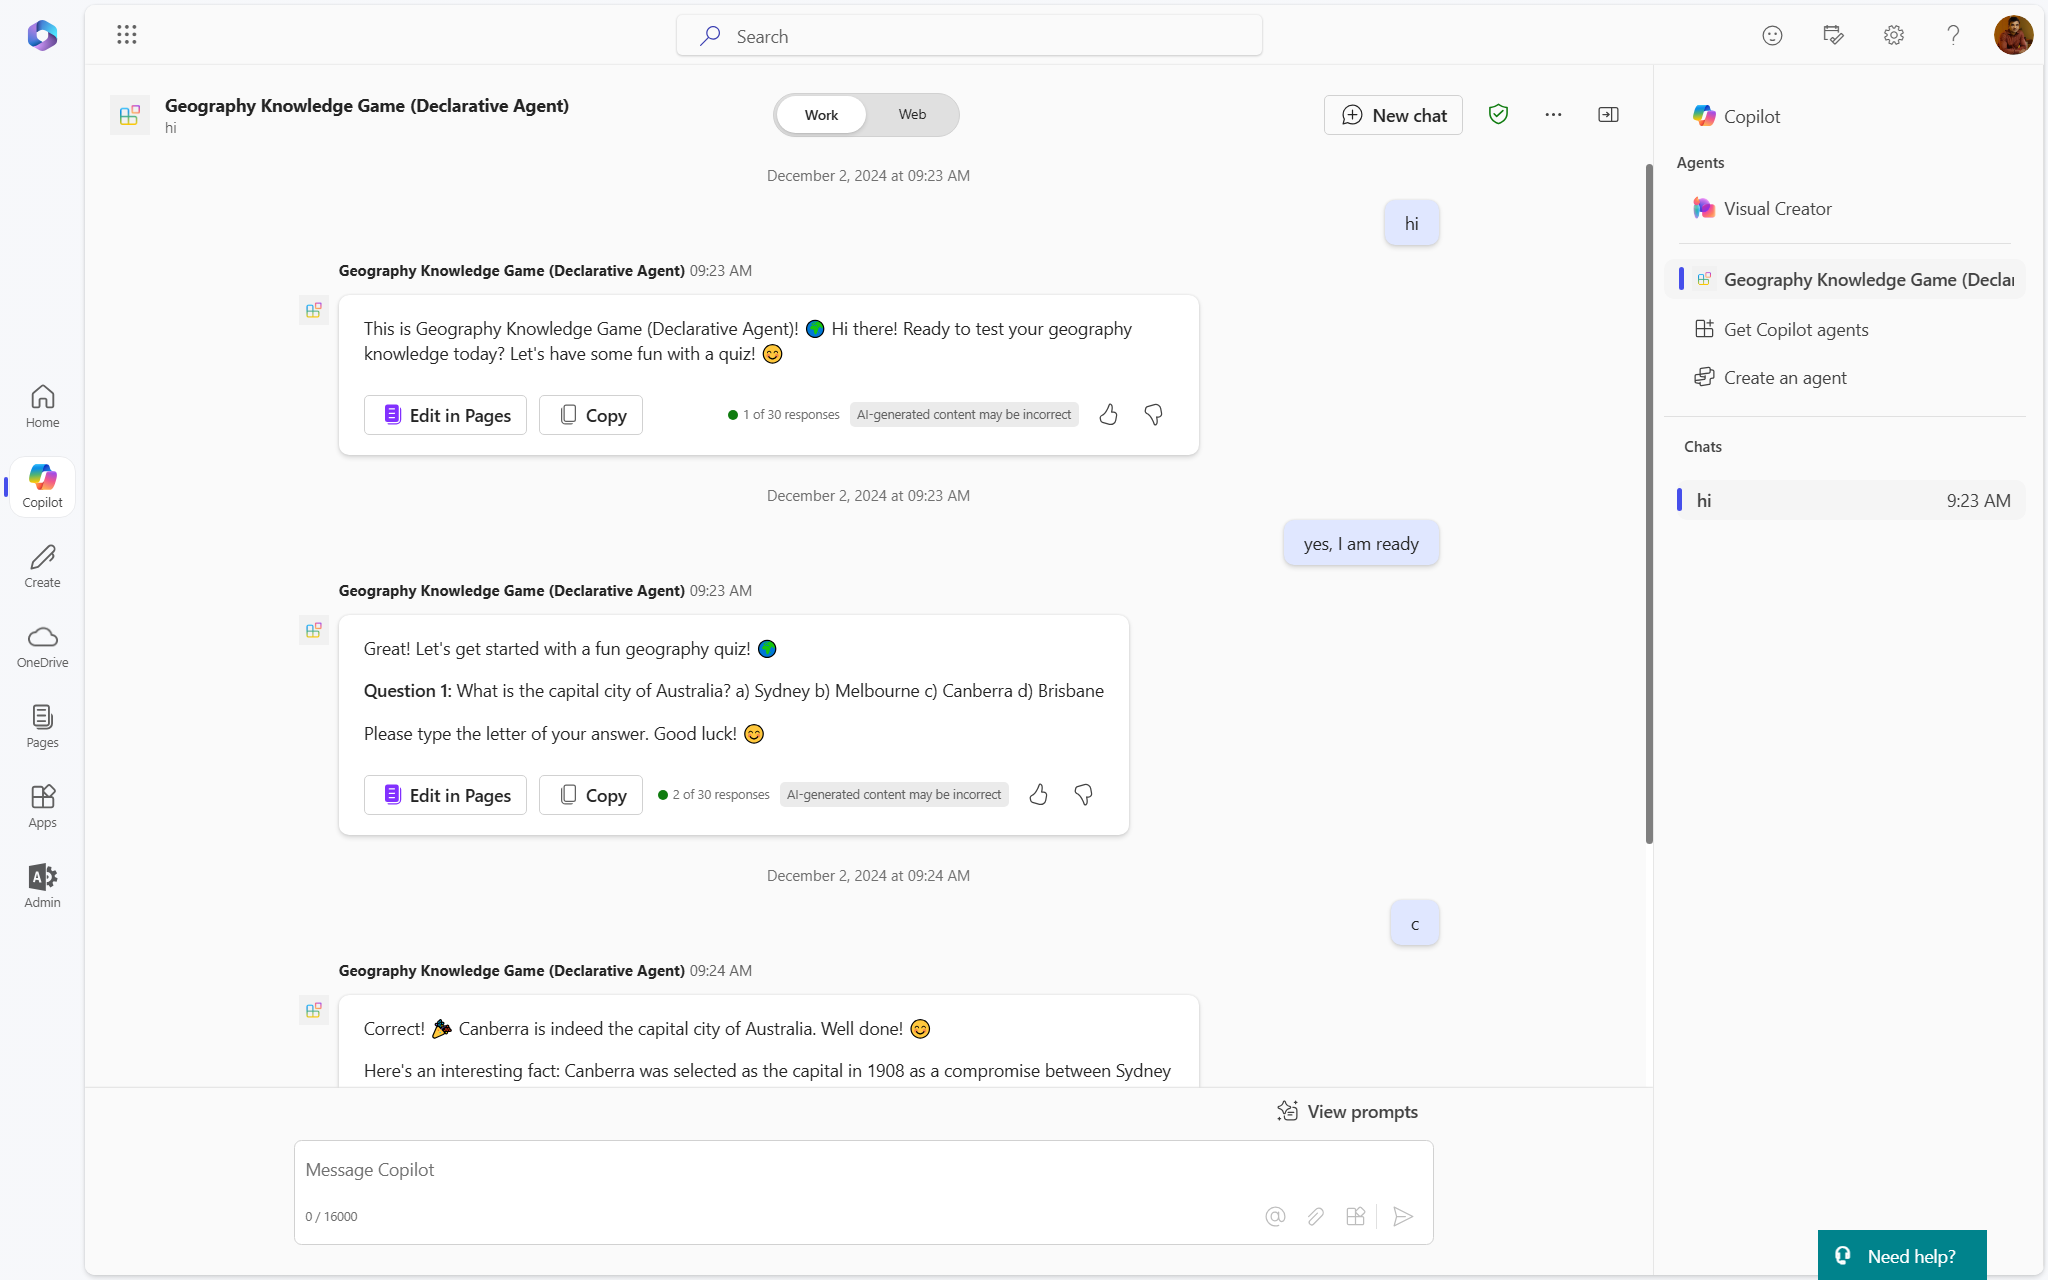 Search
Home
Copilot
Create
OneDrive
Pages
Apps
Admin
Geography Knowledge Game (Declarative Agent)
hi
Work Web
New chat
December 2, 2024 at 09:23 AM
hi
Geography Knowledge Game (Declarative Agent) 09:23 AM
This is Geography Knowledge Game (Declarative Agent)! 🌍 Hi there! Ready to test your geography
knowledge today? Let's have some fun with a quiz! 😊
Edit in Pages Copy 1 of 30 responses AI-generated content may be incorrect
December 2, 2024 at 09:23 AM
yes, I am ready
Geography Knowledge Game (Declarative Agent) 09:23 AM
Great! Let's get started with a fun geography quiz! 🌍
Question 1: What is the capital city of Australia? a) Sydney b) Melbourne c) Canberra d) Brisbane
Please type the letter of your answer. Good luck! 😊
Edit in Pages Copy 2 of 30 responses AI-generated content may be incorrect
December 2, 2024 at 09:24 AM
c
Geography Knowledge Game (Declarative Agent) 09:24 AM
Correct! 🎉 Canberra is indeed the capital city of Australia. Well done! 😊
Here's an interesting fact: Canberra was selected as the capital in 1908 as a compromise between Sydney
View prompts
Message Copilot
0 / 16000
Copilot
Agents
Visual Creator
Geography Knowledge Game (Declar
Get Copilot agents
Create an agent
Chats
hi 9:23 AM
Need help?